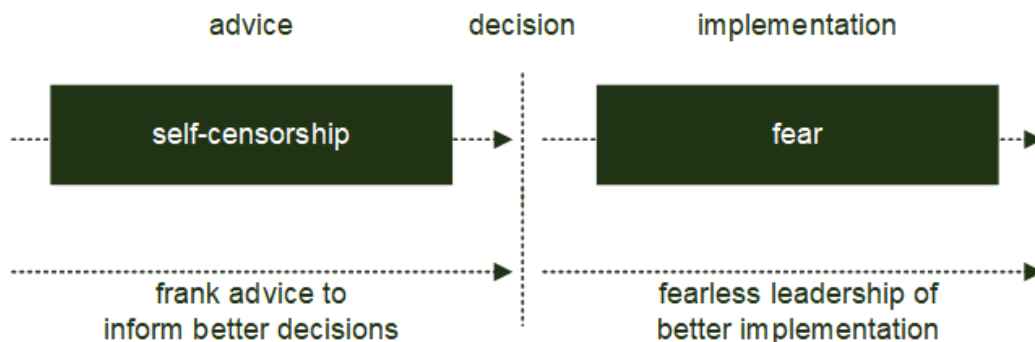 advice
decision
implementation
self-censorship
fear
frank advice to
inform better decisions
fearless leadership of
better implementation